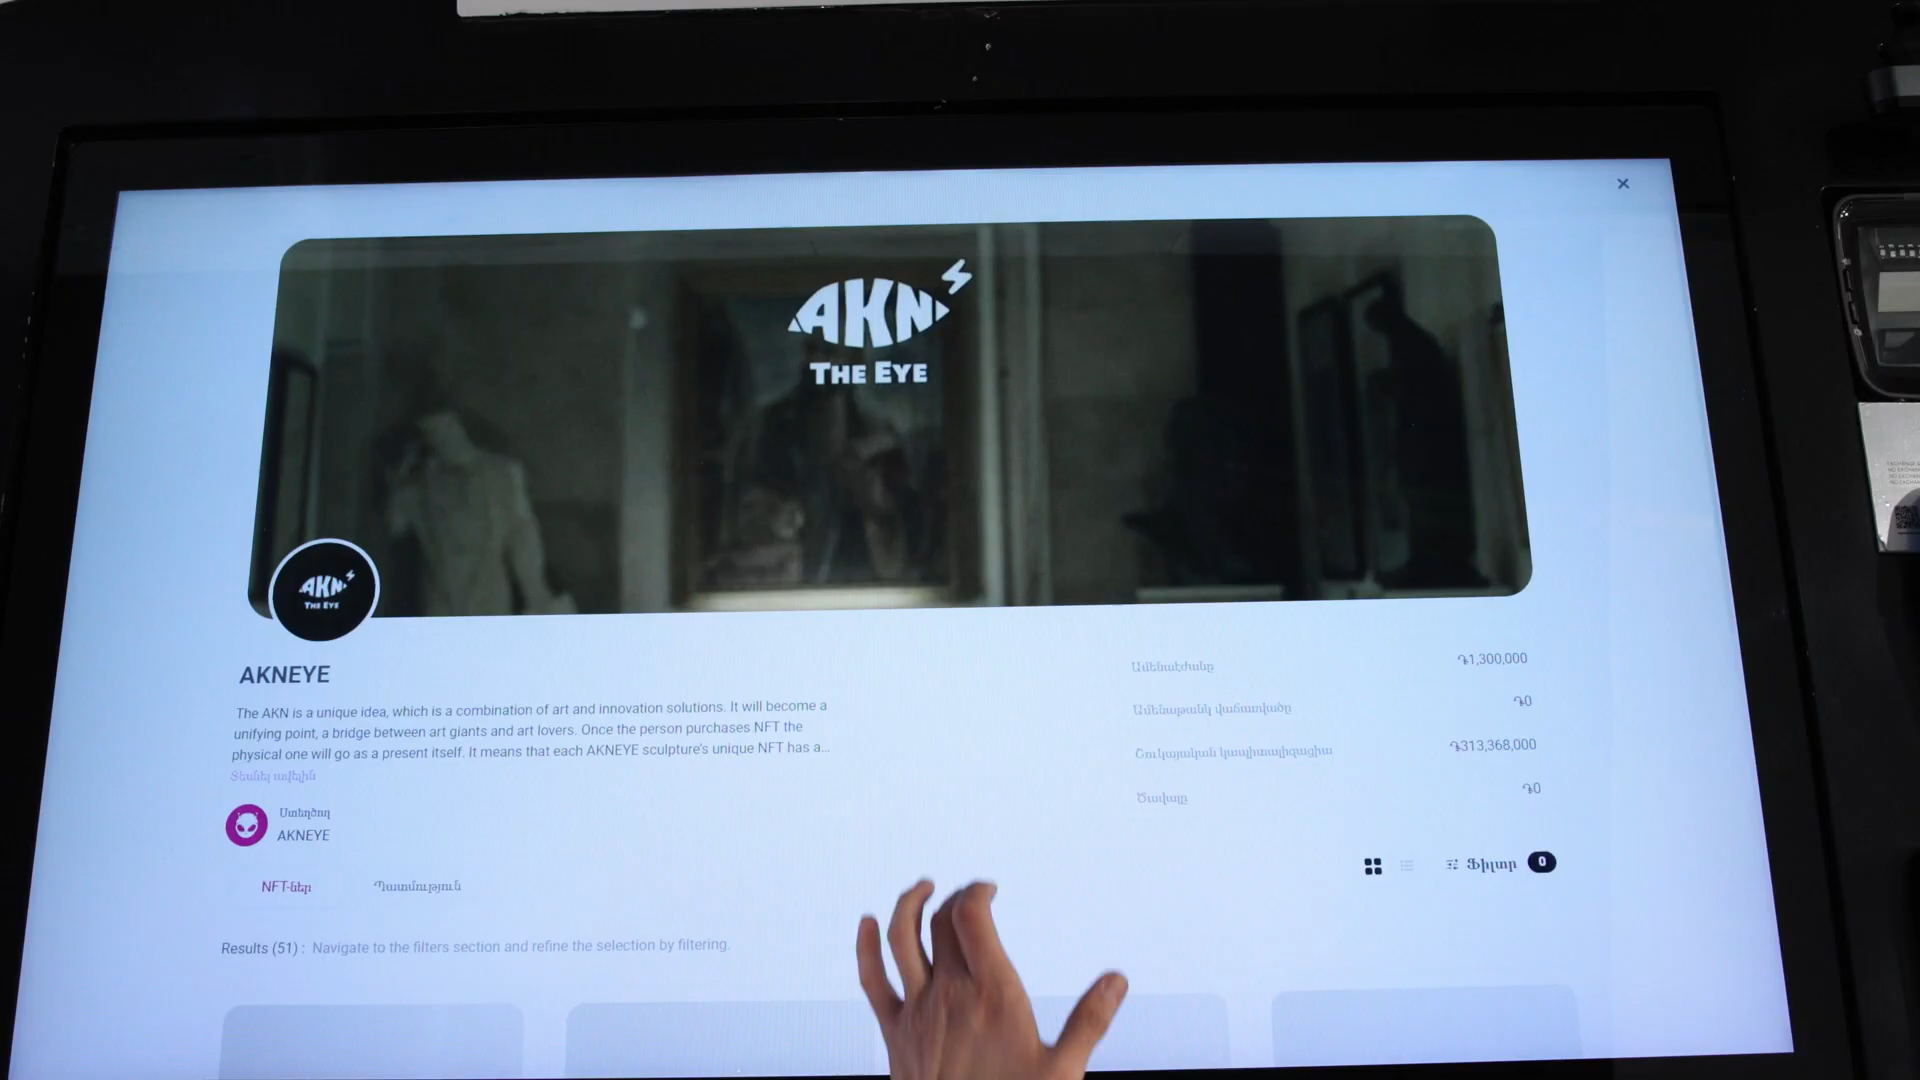 AKN
THE EYE
AKN
THE EYE
AKNEYE
The AKN is a unique idea, which is a combination of art and innovation solutions. It will become a
unifying point, a bridge between art giants and art lovers. Once the person purchases NFT the
physical one will go as a present itself. It means that each AKNEYE sculpture's unique NFT has a...
Տեսնել ավելին
Ստեղծող
AKNEYE
Ամենաէժանը ֏1,300,000
Ամենաթանկ վաճառվածը ֏0
Շուկայական կապիտալիզացիա ֏313,368,000
Ծավալը ֏0
Ֆիլտր 0
NFT-ներ Պատմություն
Results (51) : Navigate to the filters section and refine the selection by filtering.